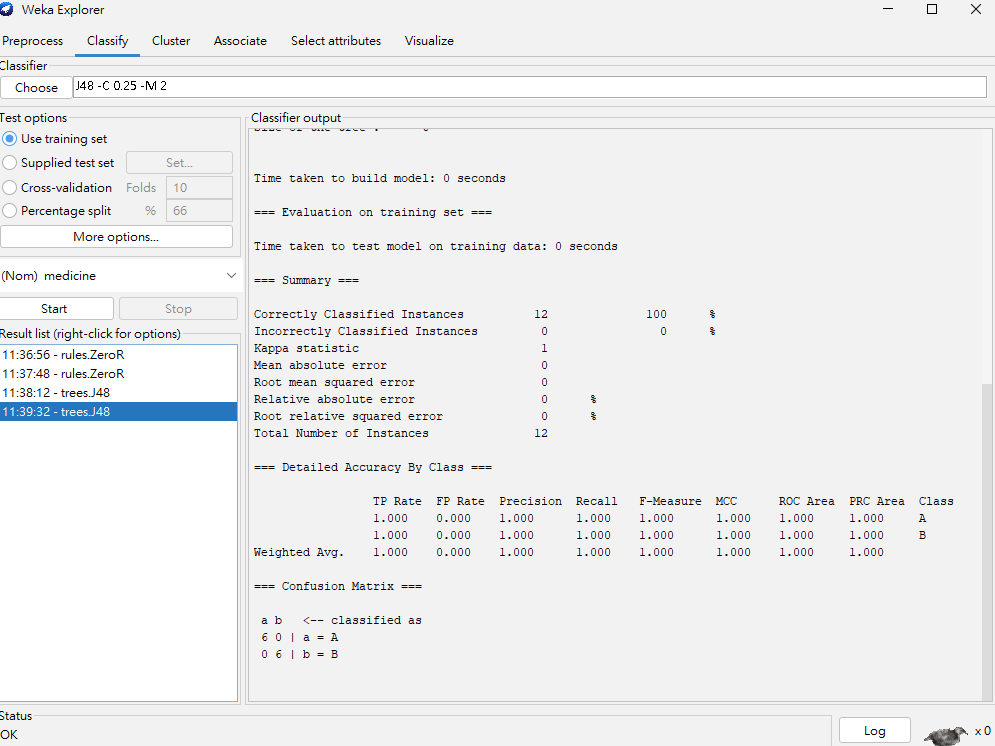 Weka Explorer
Preprocess Classify Cluster Associate Select attributes Visualize
Classifier
Choose J48 -C 0.25 -M 2
Test options
Use training set
Supplied test set Set...
Cross-validation Folds 10
Percentage split % 66
More options...
(Nom) medicine
Start Stop
Result list (right-click for options)
11:36:56 - rules.ZeroR
11:37:48 - rules.ZeroR
11:38:12 - trees.J48
11:39:32 - trees.J48
Classifier output
Time taken to build model: 0 seconds
=== Evaluation on training set ===
Time taken to test model on training data: 0 seconds
=== Summary ===
Correctly Classified Instances 12 100 %
Incorrectly Classified Instances 0 0 %
Kappa statistic 1
Mean absolute error 0
Root mean squared error 0
Relative absolute error 0 %
Root relative squared error 0 %
Total Number of Instances 12
=== Detailed Accuracy By Class ===
TP Rate FP Rate Precision Recall F-Measure MCC ROC Area PRC Area Class
1.000 0.000 1.000 1.000 1.000 1.000 1.000 1.000 A
1.000 0.000 1.000 1.000 1.000 1.000 1.000 1.000 B
Weighted Avg. 1.000 0.000 1.000 1.000 1.000 1.000 1.000 1.000
=== Confusion Matrix ===
a b <-- classified as
6 0 | a = A
0 6 | b = B
Status
OK
Log
x 0